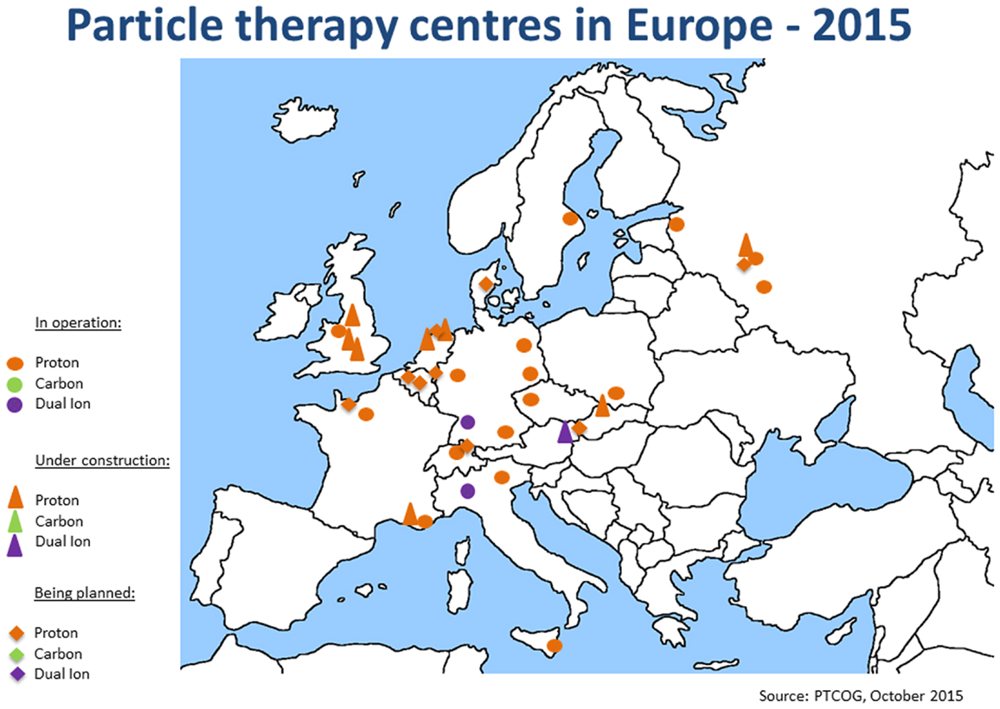 Particle therapy centres in Europe - 2015
In operation:
Proton
Carbon
Dual Ion
Under construction:
Proton
Carbon
Dual Ion
Being planned:
Proton
Carbon
Dual Ion
Source: PTCOG, October 2015